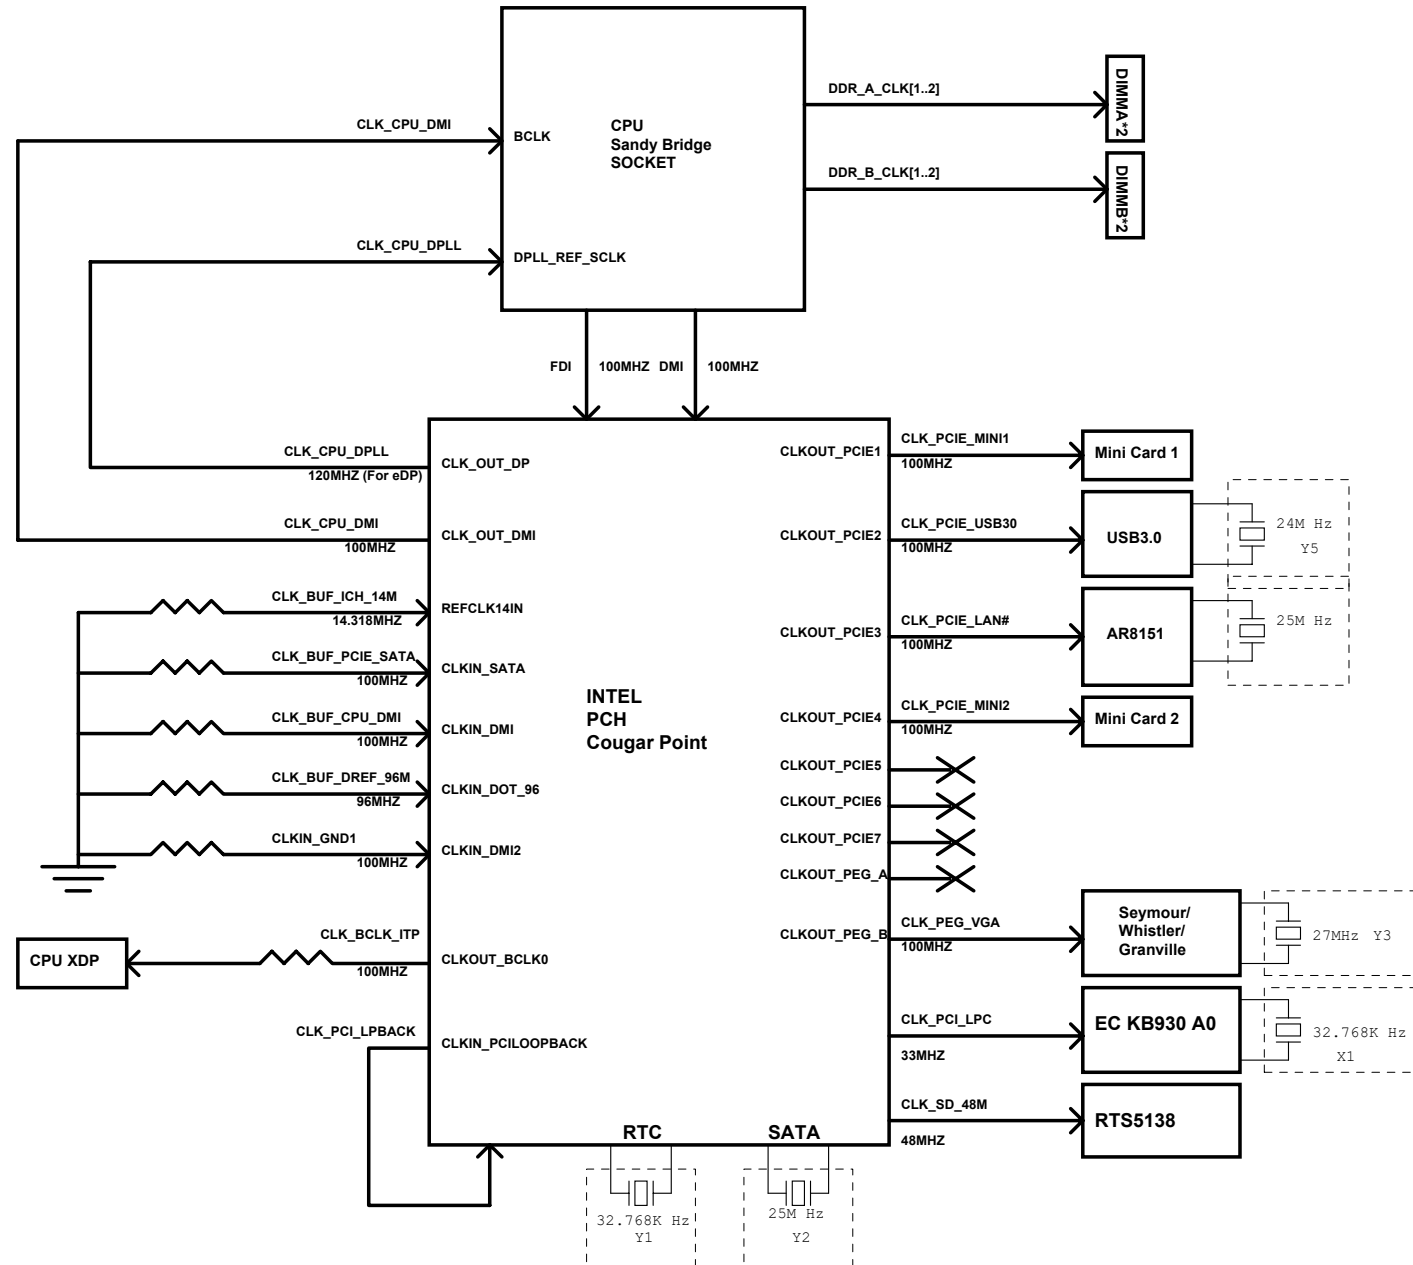 DDR_A_CLK[1..2]
DIMMA*2
CLK_CPU_DMI
BCLK
CPU
Sandy Bridge
SOCKET
DDR_B_CLK[1..2]
DIMMB*2
CLK_CPU_DPLL
DPLL_REF_SCLK
FDI
100MHZ
DMI
100MHZ
CLK_CPU_DPLL
120MHZ (For eDP)
CLK_OUT_DP
CLK_CPU_DMI
100MHZ
CLK_OUT_DMI
CLK_BUF_ICH_14M
14.318MHZ
REFCLK14IN
CLK_BUF_PCIE_SATA
100MHZ
CLKIN_SATA
CLK_BUF_CPU_DMI
100MHZ
CLKIN_DMI
CLK_BUF_DREF_96M
96MHZ
CLKIN_DOT_96
CLKIN_GND1
100MHZ
CLKIN_DMI2
CPU XDP
CLK_BCLK_ITP
100MHZ
CLKOUT_BCLK0
CLK_PCI_LPBACK
CLKIN_PCILOOPBACK
INTEL
PCH
Cougar Point
CLKOUT_PCIE1
CLK_PCIE_MINI1
100MHZ
Mini Card 1
CLKOUT_PCIE2
CLK_PCIE_USB30
100MHZ
USB3.0
24M Hz
Y5
CLKOUT_PCIE3
CLK_PCIE_LAN#
100MHZ
AR8151
25M Hz
CLKOUT_PCIE4
CLK_PCIE_MINI2
100MHZ
Mini Card 2
CLKOUT_PCIE5
CLKOUT_PCIE6
CLKOUT_PCIE7
CLKOUT_PEG_A
CLKOUT_PEG_B
CLK_PEG_VGA
100MHZ
Seymour/
Whistler/
Granville
27MHz Y3
CLK_PCI_LPC
33MHZ
EC KB930 A0
32.768K Hz
X1
CLK_SD_48M
48MHZ
RTS5138
RTC
32.768K Hz
Y1
SATA
25M Hz
Y2